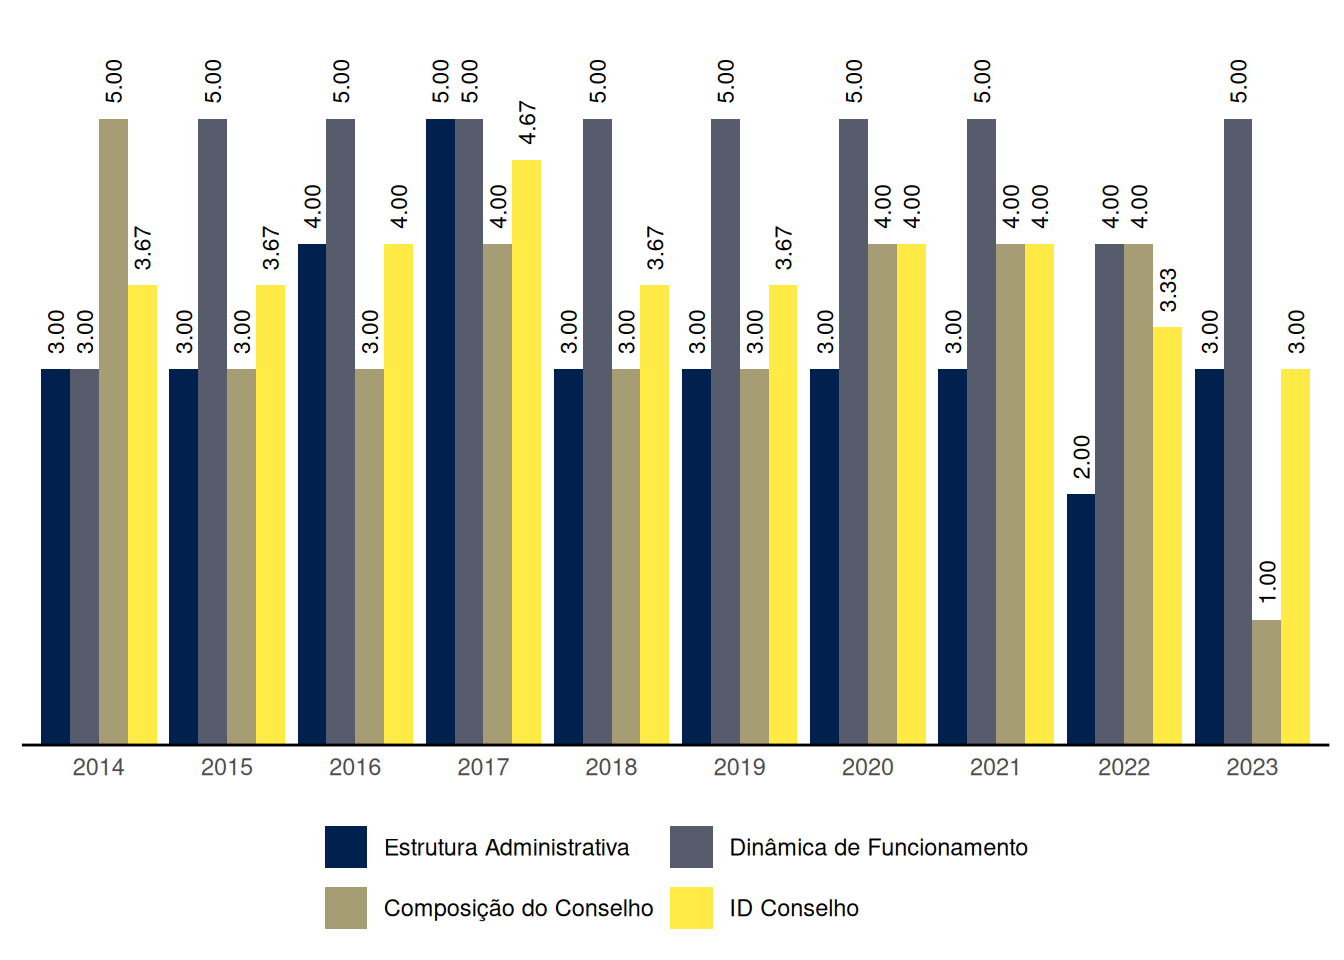 3.00 3.00 5.00 3.67 3.00 5.00 3.00 3.67 4.00 5.00 3.00 4.00 5.00 5.00 4.00 4.67 3.00 5.00 3.00 3.67 3.00 5.00 3.00 3.67 3.00 5.00 4.00 4.00 3.00 5.00 4.00 4.00 2.00 4.00 4.00 3.33 3.00 5.00 1.00 3.00
2014 2015 2016 2017 2018 2019 2020 2021 2022 2023
Estrutura Administrativa Dinâmica de Funcionamento
Composição do Conselho ID Conselho